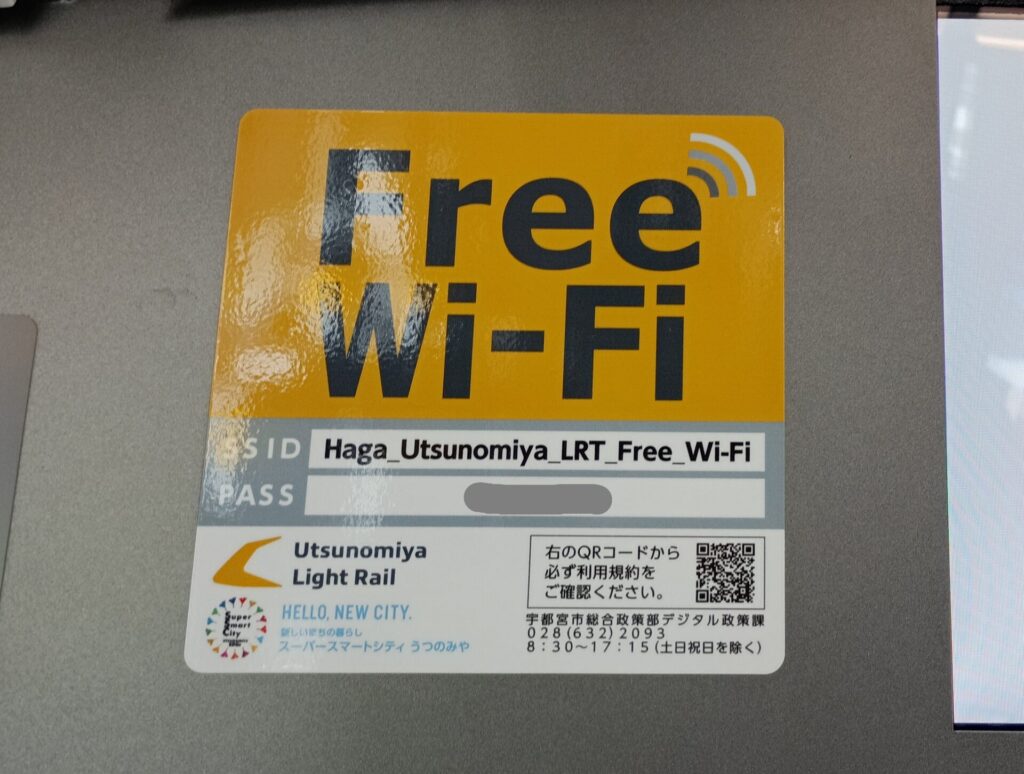 Free
Wi-Fi
SSID Haga_Utsunomiya_LRT_Free_Wi-Fi
PASS
Utsunomiya
Light Rail
Super
Smart
City
HELLO, NEW CITY.
新しいまちの暮らし
スーパースマートシティ うつのみや
右のQRコードから
必ず利用規約を
ご確認ください。
宇都宮市総合政策部デジタル政策課
028(632)2093
8:30~17:15(土日祝日を除く)